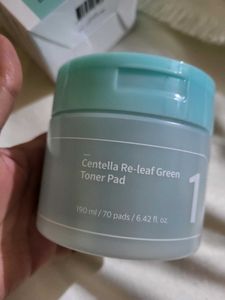 Centella Re-leaf Green
Toner Pad
1
190 ml / 70 pads / 6.42 fl. oz